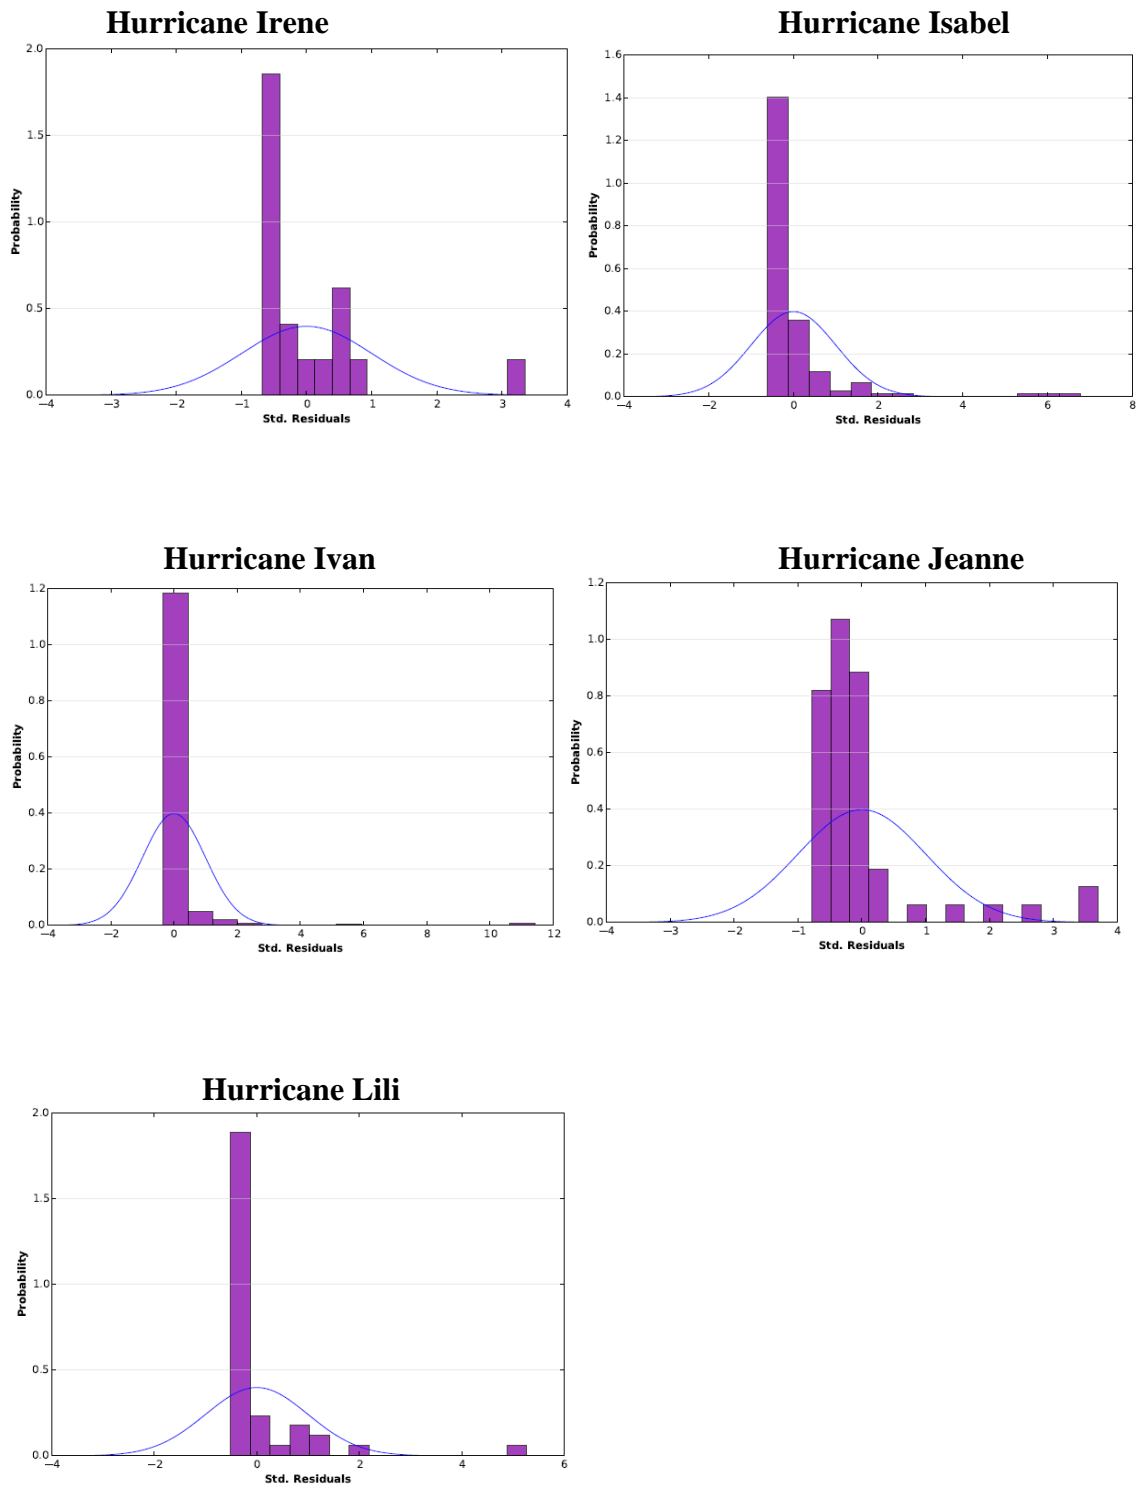 Hurricane Irene
2.0
1.5
1.0
0.5
0.0
−4 −3 −2 −1 0 1 2 3 4
Probability
Std. Residuals
Hurricane Isabel
1.6
1.4
1.2
1.0
0.8
0.6
0.4
0.2
0.0
−4 −2 0 2 4 6 8
Probability
Std. Residuals
Hurricane Ivan
1.2
1.0
0.8
0.6
0.4
0.2
0.0
−4 −2 0 2 4 6 8 10 12
Probability
Std. Residuals
Hurricane Jeanne
1.2
1.0
0.8
0.6
0.4
0.2
0.0
−4 −3 −2 −1 0 1 2 3 4
Probability
Std. Residuals
Hurricane Lili
2.0
1.5
1.0
0.5
0.0
−4 −2 0 2 4 6
Probability
Std. Residuals